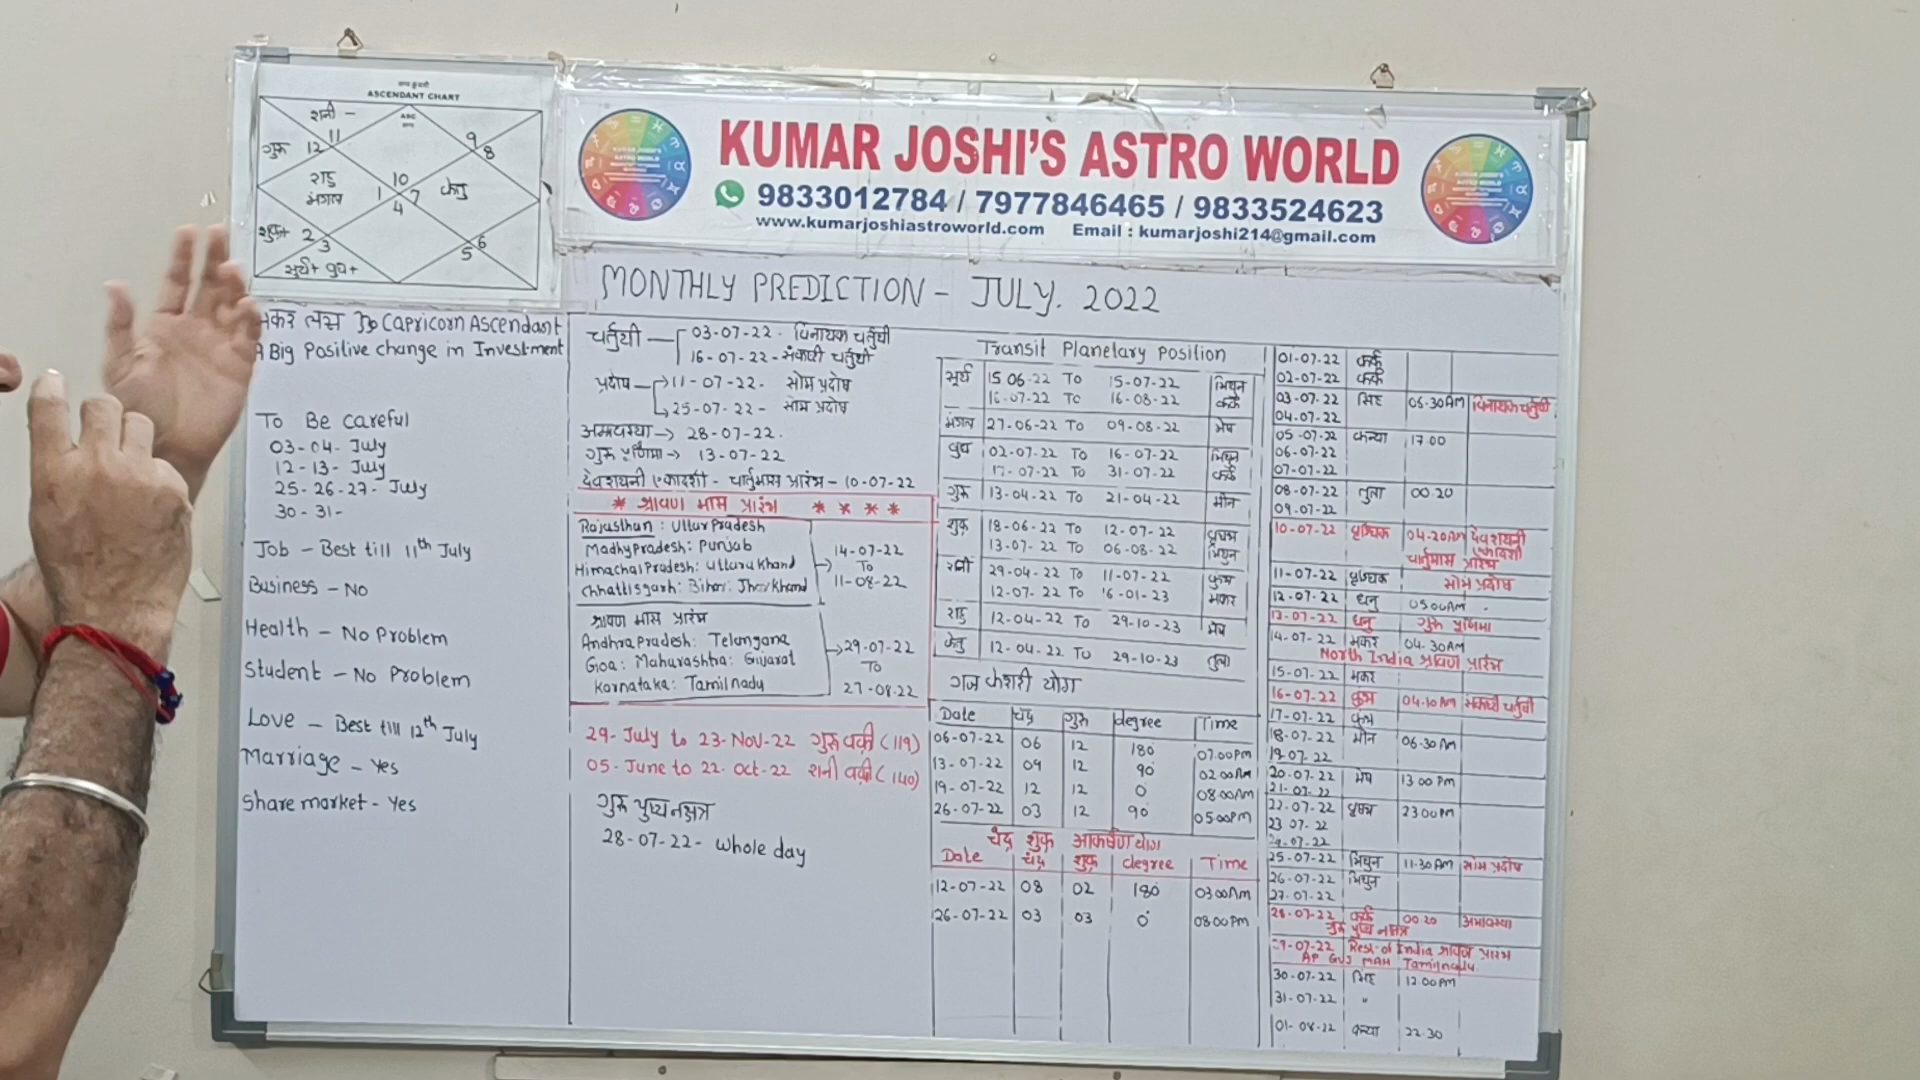 लग्न कुंडली
ASCENDANT CHART
ASC
लग्न
शनी -
11
गुरू 12
9
8
राहु
मंगल
10
1
7
4
केतु
शुक्र+ 2
3
6
5
सूर्य+ बुध+
KUMAR JOSHI'S ASTRO WORLD
9833012784 / 7977846465 / 9833524623
www.kumarjoshiastroworld.com Email : kumarjoshi214@gmail.com
MONTHLY PREDICTION - JULY. 2022
मकर लग्न Capricorn Ascendant
A Big Positive change in Investment
To Be Careful
03-04- July
12-13- July
25-26-27- July
30-31-
Job - Best till 11th July
Business - No
Health - No Problem
Student - No Problem
Love - Best till 12th July
Marriage - Yes
Share market - Yes
चर्तुथी
03-07-22- विनायक चर्तुथी
16-07-22- संकष्टी चर्तुथी
प्रदोष → 11-07-22- सोम प्रदोष
→ 25-07-22- सोम प्रदोष
अमावस्या → 28-07-22.
गुरू पूर्णिमा → 13-07-22
देवशयनी एकादशी - चार्तुमास प्रारंभ - 10-07-22
* श्रावण मास प्रारंभ * * * *
Rajasthan : Uttar Pradesh
Madhy Pradesh: Punjab
Himachal Pradesh: Uttara khand
Chhattisgarh: Bihar: Jharkhand
14-07-22
To
11-08-22
श्रावण मास प्रारंभ
Andhra Pradesh: Telangana
Goa: Maharashtra: Gujarat
Karnataka: Tamilnadu
29-07-22
To
27-08-22
29- July to 23-Nov-22 गुरू वक्री (119)
05- June to 22-Oct-22 शनी वक्री (140)
गुरू पुष्य नक्षत्र
28-07-22- whole day
Transit Planetary Position
सूर्य 15.06.22 To 15-07-22 मिथुन
16-07-22 To 16-08-22 कर्क
मंगल 27-06-22 To 09-08-22 मेष
बुध 02-07-22 To 16-07-22 मिथुन
17-07-22 To 31-07-22 कर्क
गुरू 13-04-22 To 21-04-22 मीन
शुक्र 18-06-22 To 12-07-22 वृषभ
13-07-22 To 06-08-22 मिथुन
शनी 29-04-22 To 11-07-22 कुंभ
12-07-22 To 16-01-23 मकर
राहु 12-04-22 To 29-10-23 मेष
केतु 12-04-22 To 29-10-23 तुला
गज केशरी योग
Date चंद्र गुरू degree Time
06-07-22 06 12 180 07.00pm
13-07-22 09 12 90 02.00Am
19-07-22 12 12 0 08.00Am
26-07-22 03 12 90 05.00pm
चंद्र शुक्र आकर्षण योग
Date चंद्र शुक्र degree Time
12-07-22 08 02 180 03.00Am
26-07-22 03 03 0 08.00pm
01-07-22 कर्क
02-07-22 कर्क
03-07-22 सिंह 06.30Am विनायक चर्तुथी
04-07-22
05-07-22 कन्या 17.00
06-07-22
07-07-22
08-07-22 तुला 00.20
09-07-22
10-07-22 वृश्चिक 04.20Am देवशयनी एकादशी
चार्तुमास प्रारंभ
11-07-22 वृश्चिक सोम प्रदोष
12-07-22 धनु 05.00Am
13-07-22 धनु गुरू पूर्णिमा
14-07-22 मकर 04.30Am
North India श्रावण प्रारंभ
15-07-22 मकर
16-07-22 कुंभ 04.10Am संकष्टी चर्तुथी
17-07-22 कुंभ
18-07-22 मीन 06.30Am
19-07-22
20-07-22 मेष 13.00 Pm
21-07-22
22-07-22 वृषभ 23.00pm
23-07-22
24-07-22
25-07-22 मिथुन 11.30Am सोम प्रदोष
26-07-22 मिथुन
27-07-22
28-07-22 कर्क 00.20 अमावस्या
गुरू पुष्य नक्षत्र
29-07-22 Rest-of India श्रावण प्रारंभ
AP GUJ MAH Tamilnadu
30-07-22 सिंह 12.00pm
31-07-22 "
01-08-22 कन्या 22.30